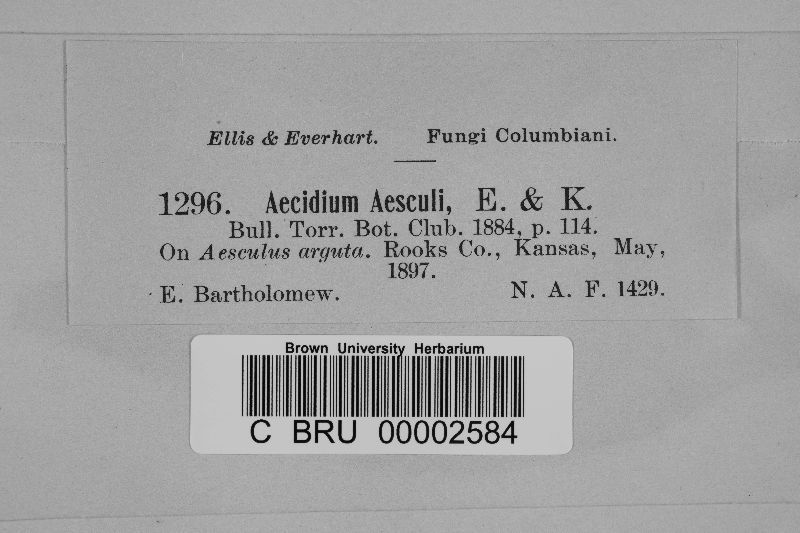 Ellis & Everhart. Fungi Columbiani.
1296. Aecidium Aesculi, E. & K.
Bull. Torr. Bot. Club. 1884, p. 114.
On Aesculus arguta. Rooks Co., Kansas, May,
1897.
E. Bartholomew. N. A. F. 1429.
Brown University Herbarium
C BRU 00002584